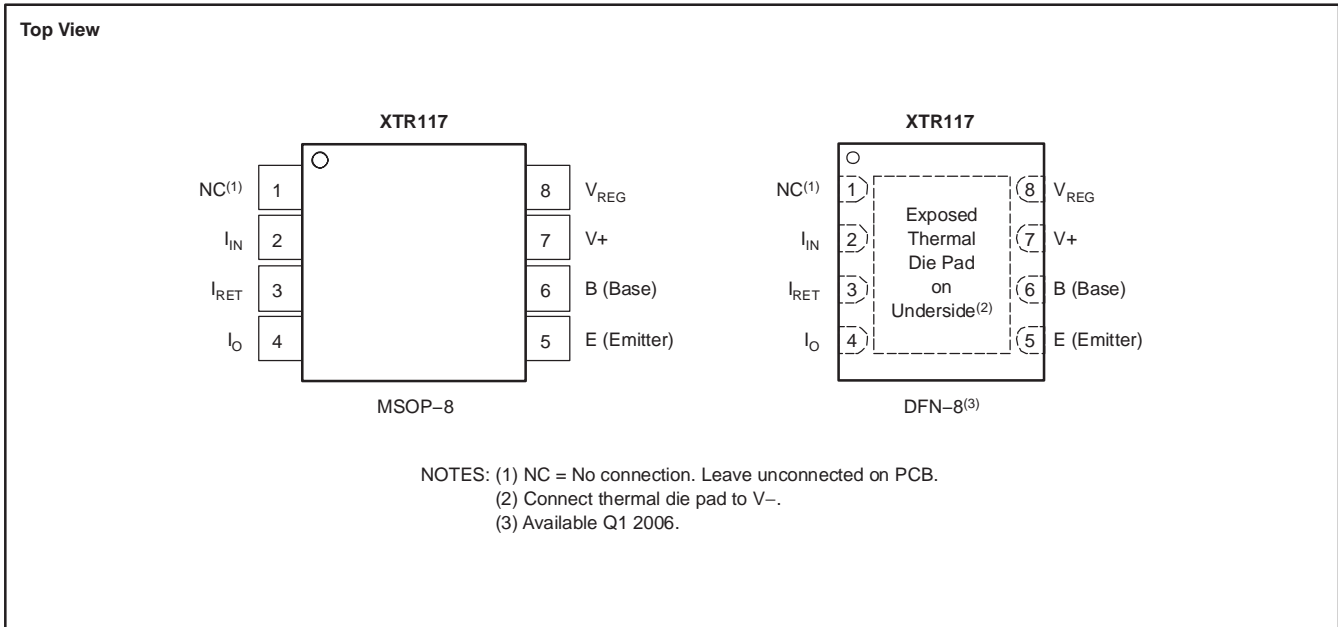 Top View
XTR117
NC(1) 1 8 VREG
IIN 2 7 V+
IRET 3 6 B (Base)
IO 4 5 E (Emitter)
MSOP−8
XTR117
NC(1) 1 8 VREG
IIN 2 7 V+
IRET 3 6 B (Base)
IO 4 5 E (Emitter)
Exposed
Thermal
Die Pad
on
Underside(2)
DFN−8(3)
NOTES: (1) NC = No connection. Leave unconnected on PCB.
(2) Connect thermal die pad to V−.
(3) Available Q1 2006.